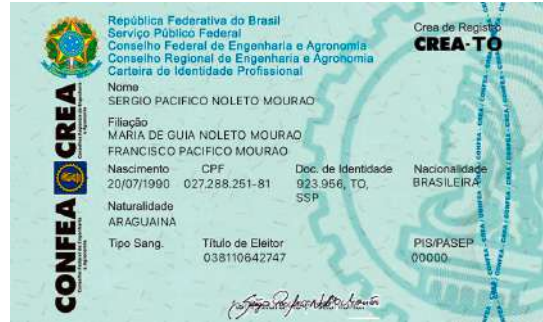 República Federativa do Brasil
Serviço Público Federal
Conselho Federal de Engenharia e Agronomia
Conselho Regional de Engenharia e Agronomia
Carteira de Identidade Profissional
Crea de Registro
CREA-TO
Nome
SERGIO PACIFICO NOLETO MOURAO
Filiação
MARIA DE GUIA NOLETO MOURAO
FRANCISCO PACIFICO MOURAO
Nascimento CPF Doc. de Identidade Nacionalidade
20/07/1990 027.288.251-81 923.956, TO, SSP BRASILEIRA
Naturalidade
ARAGUAINA
Tipo Sang. Título de Eleitor PIS/PASEP
038110642747 00000
CONFEA CREA